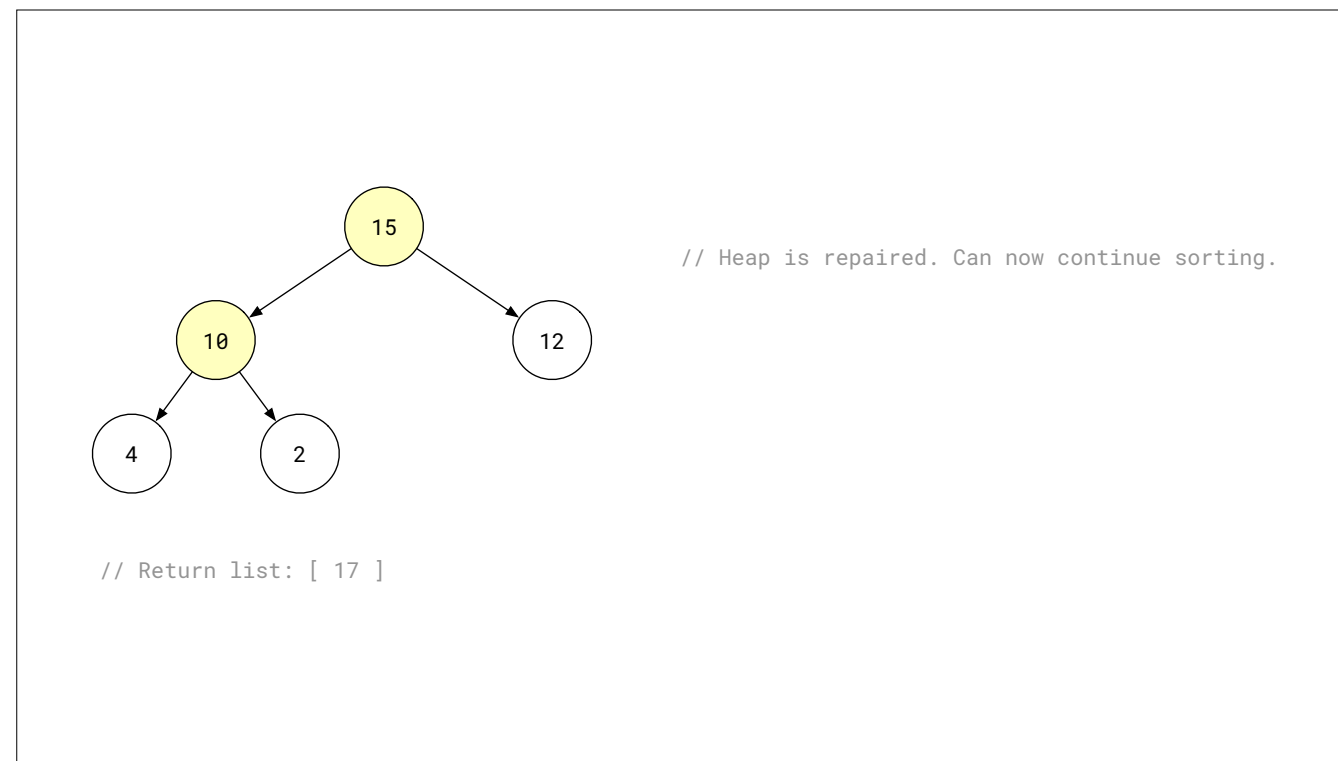 15
// Heap is repaired. Can now continue sorting.
10
12
4
2
// Return list: [ 17 ]